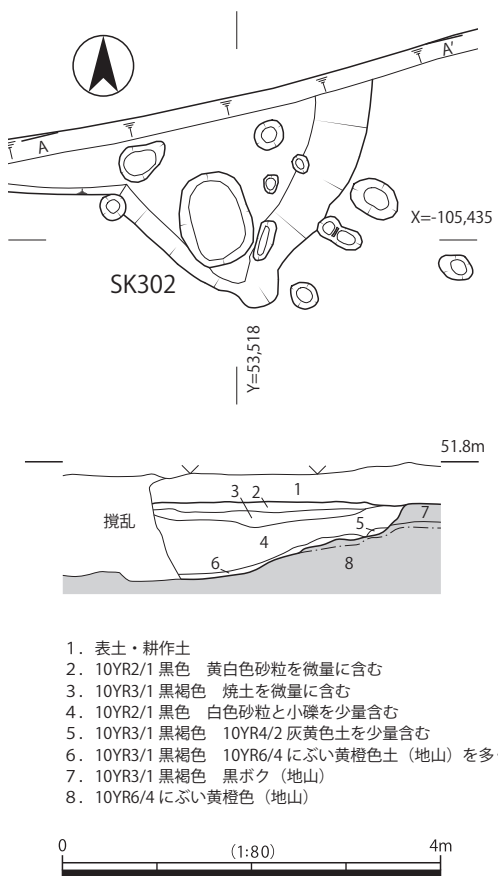 A'
A
X=-105,435
SK302
Y=53,518
51.8m
3 2 1
撹乱
5 7
4
6 8
1．表土・耕作土
2．10YR2/1 黒色　黄白色砂粒を微量に含む
3．10YR3/1 黒褐色　焼土を微量に含む
4．10YR2/1 黒色　白色砂粒と小礫を少量含む
5．10YR3/1 黒褐色　10YR4/2 灰黄色土を少量含む
6．10YR3/1 黒褐色　10YR6/4 にぶい黄橙色土（地山）を多
7．10YR3/1 黒褐色　黒ボク（地山）
8．10YR6/4 にぶい黄橙色（地山）
0 (1:80) 4m